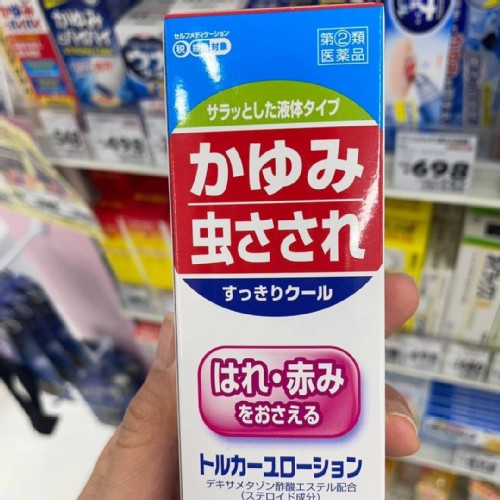 セルフメディケーション
税 対象
指②類
医薬品
サラッとした液体タイプ
かゆみ
虫さされ
すっきりクール
はれ・赤み
をおさえる
トルカーユローション
デキサメタゾン酢酸エステル配合
(ステロイド成分)
498
698